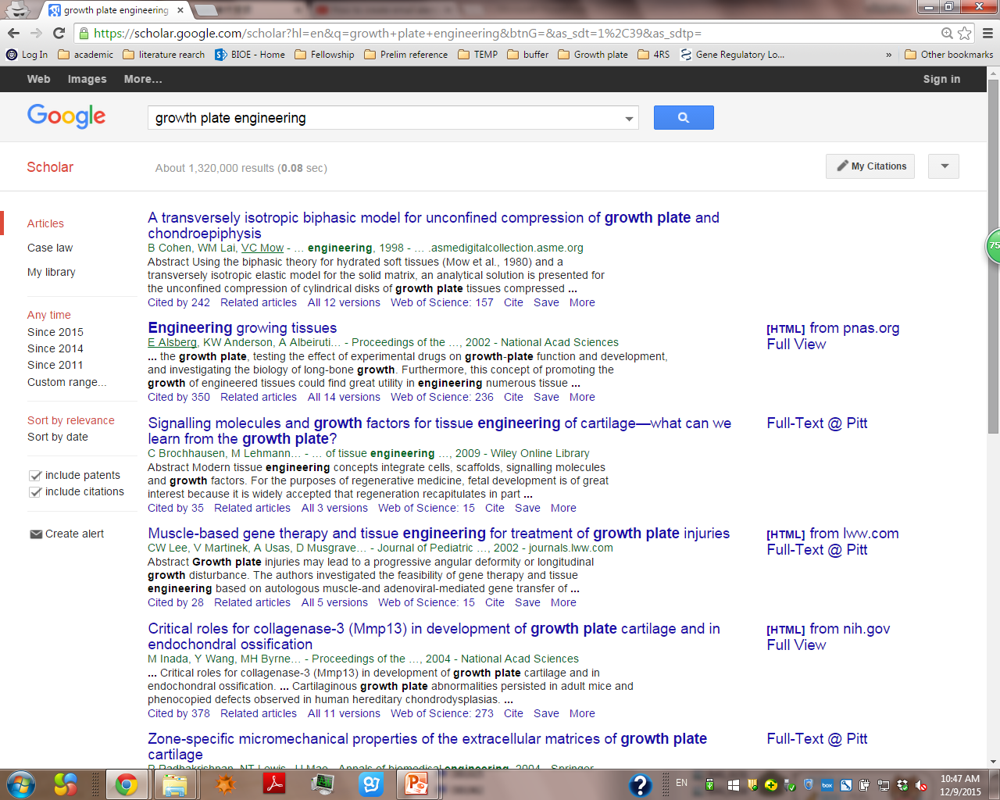 growth plate engineering
https://scholar.google.com/scholar?hl=en&q=growth+plate+engineering&btnG=&as_sdt=1%2C39&as_sdtp=
Log In academic literature rearch BIOE - Home Fellowship Prelim reference TEMP buffer Growth plate 4RS Gene Regulatory Lo... » Other bookmarks
Web Images More... Sign in
Google growth plate engineering
Scholar About 1,320,000 results (0.08 sec) My Citations
Articles
Case law
My library
Any time
Since 2015
Since 2014
Since 2011
Custom range...
Sort by relevance
Sort by date
include patents
include citations
Create alert
A transversely isotropic biphasic model for unconfined compression of growth plate and
chondroepiphysis
B Cohen, WM Lai, VC Mow - … engineering, 1998 - … .asmedigitalcollection.asme.org
Abstract Using the biphasic theory for hydrated soft tissues (Mow et al., 1980) and a
transversely isotropic elastic model for the solid matrix, an analytical solution is presented for
the unconfined compression of cylindrical disks of growth plate tissues compressed ...
Cited by 242 Related articles All 12 versions Web of Science: 157 Cite Save More
75
Engineering growing tissues
E Alsberg, KW Anderson, A Albeiruti… - Proceedings of the …, 2002 - National Acad Sciences
... the growth plate, testing the effect of experimental drugs on growth-plate function and development,
and investigating the biology of long-bone growth. Furthermore, this concept of promoting the
growth of engineered tissues could find great utility in engineering numerous tissue ...
Cited by 350 Related articles All 14 versions Web of Science: 236 Cite Save More
[HTML] from pnas.org
Full View
Signalling molecules and growth factors for tissue engineering of cartilage—what can we
learn from the growth plate?
C Brochhausen, M Lehmann… - … of tissue engineering …, 2009 - Wiley Online Library
Abstract Modern tissue engineering concepts integrate cells, scaffolds, signalling molecules
and growth factors. For the purposes of regenerative medicine, fetal development is of great
interest because it is widely accepted that regeneration recapitulates in part ...
Cited by 35 Related articles All 3 versions Web of Science: 15 Cite Save More
Full-Text @ Pitt
Muscle-based gene therapy and tissue engineering for treatment of growth plate injuries
CW Lee, V Martinek, A Usas, D Musgrave… - Journal of Pediatric …, 2002 - journals.lww.com
Abstract Growth plate injuries may lead to a progressive angular deformity or longitudinal
growth disturbance. The authors investigated the feasibility of gene therapy and tissue
engineering based on autologous muscle-and adenoviral-mediated gene transfer of ...
Cited by 28 Related articles All 5 versions Web of Science: 15 Cite Save More
[HTML] from lww.com
Full-Text @ Pitt
Critical roles for collagenase-3 (Mmp13) in development of growth plate cartilage and in
endochondral ossification
M Inada, Y Wang, MH Byrne… - Proceedings of the …, 2004 - National Acad Sciences
... Critical roles for collagenase-3 (Mmp13) in development of growth plate cartilage and in
endochondral ossification. ... Cartilaginous growth plate abnormalities persisted in adult mice and
phenocopied defects observed in human hereditary chondrodysplasias. ...
Cited by 378 Related articles All 11 versions Web of Science: 273 Cite Save More
[HTML] from nih.gov
Full View
Zone-specific micromechanical properties of the extracellular matrices of growth plate
cartilage
P Radhakrishnan, NT Lewis, JJ Mao - Annals of biomedical engineering, 2004 - Springer
Full-Text @ Pitt
EN
box
10:47 AM
12/9/2015